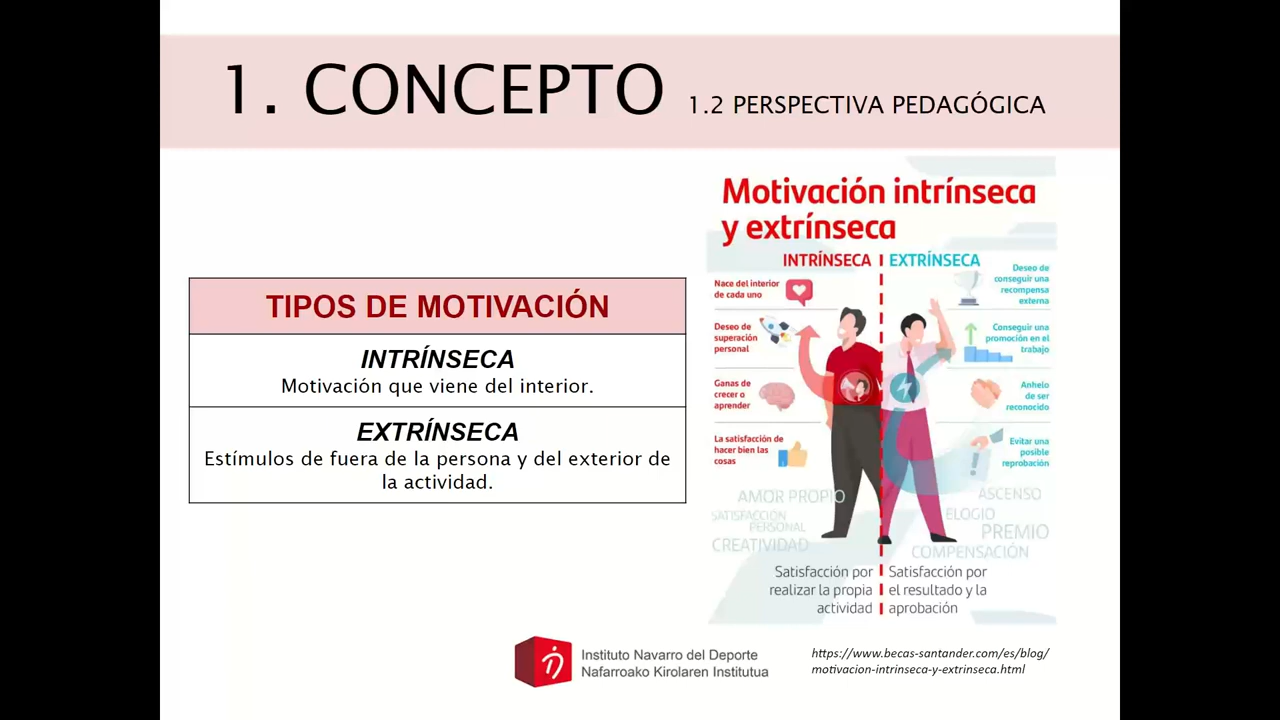 1. CONCEPTO 1.2 PERSPECTIVA PEDAGÓGICA
TIPOS DE MOTIVACIÓN
INTRÍNSECA
Motivación que viene del interior.
EXTRÍNSECA
Estímulos de fuera de la persona y del exterior de
la actividad.
Motivación intrínseca
y extrínseca
INTRÍNSECA
Nace del interior
de cada uno
Deseo de
superación
personal
Ganas de
crecer o
aprender
La satisfacción de
hacer bien las
cosas
AMOR PROPIO
SATISFACCIÓN
PERSONAL
CREATIVIDAD
Satisfacción por
realizar la propia
actividad
EXTRÍNSECA
Deseo de
conseguir una
recompensa
externa
Conseguir una
promoción en el
trabajo
Anhelo
de ser
reconocido
Evitar una
posible
reprobación
ASCENSO
ELOGIO
PREMIO
COMPENSACIÓN
Satisfacción por
el resultado y la
aprobación
Instituto Navarro del Deporte
Nafarroako Kirolaren Institutua
https://www.becas-santander.com/es/blog/
motivacion-intrinseca-y-extrinseca.html